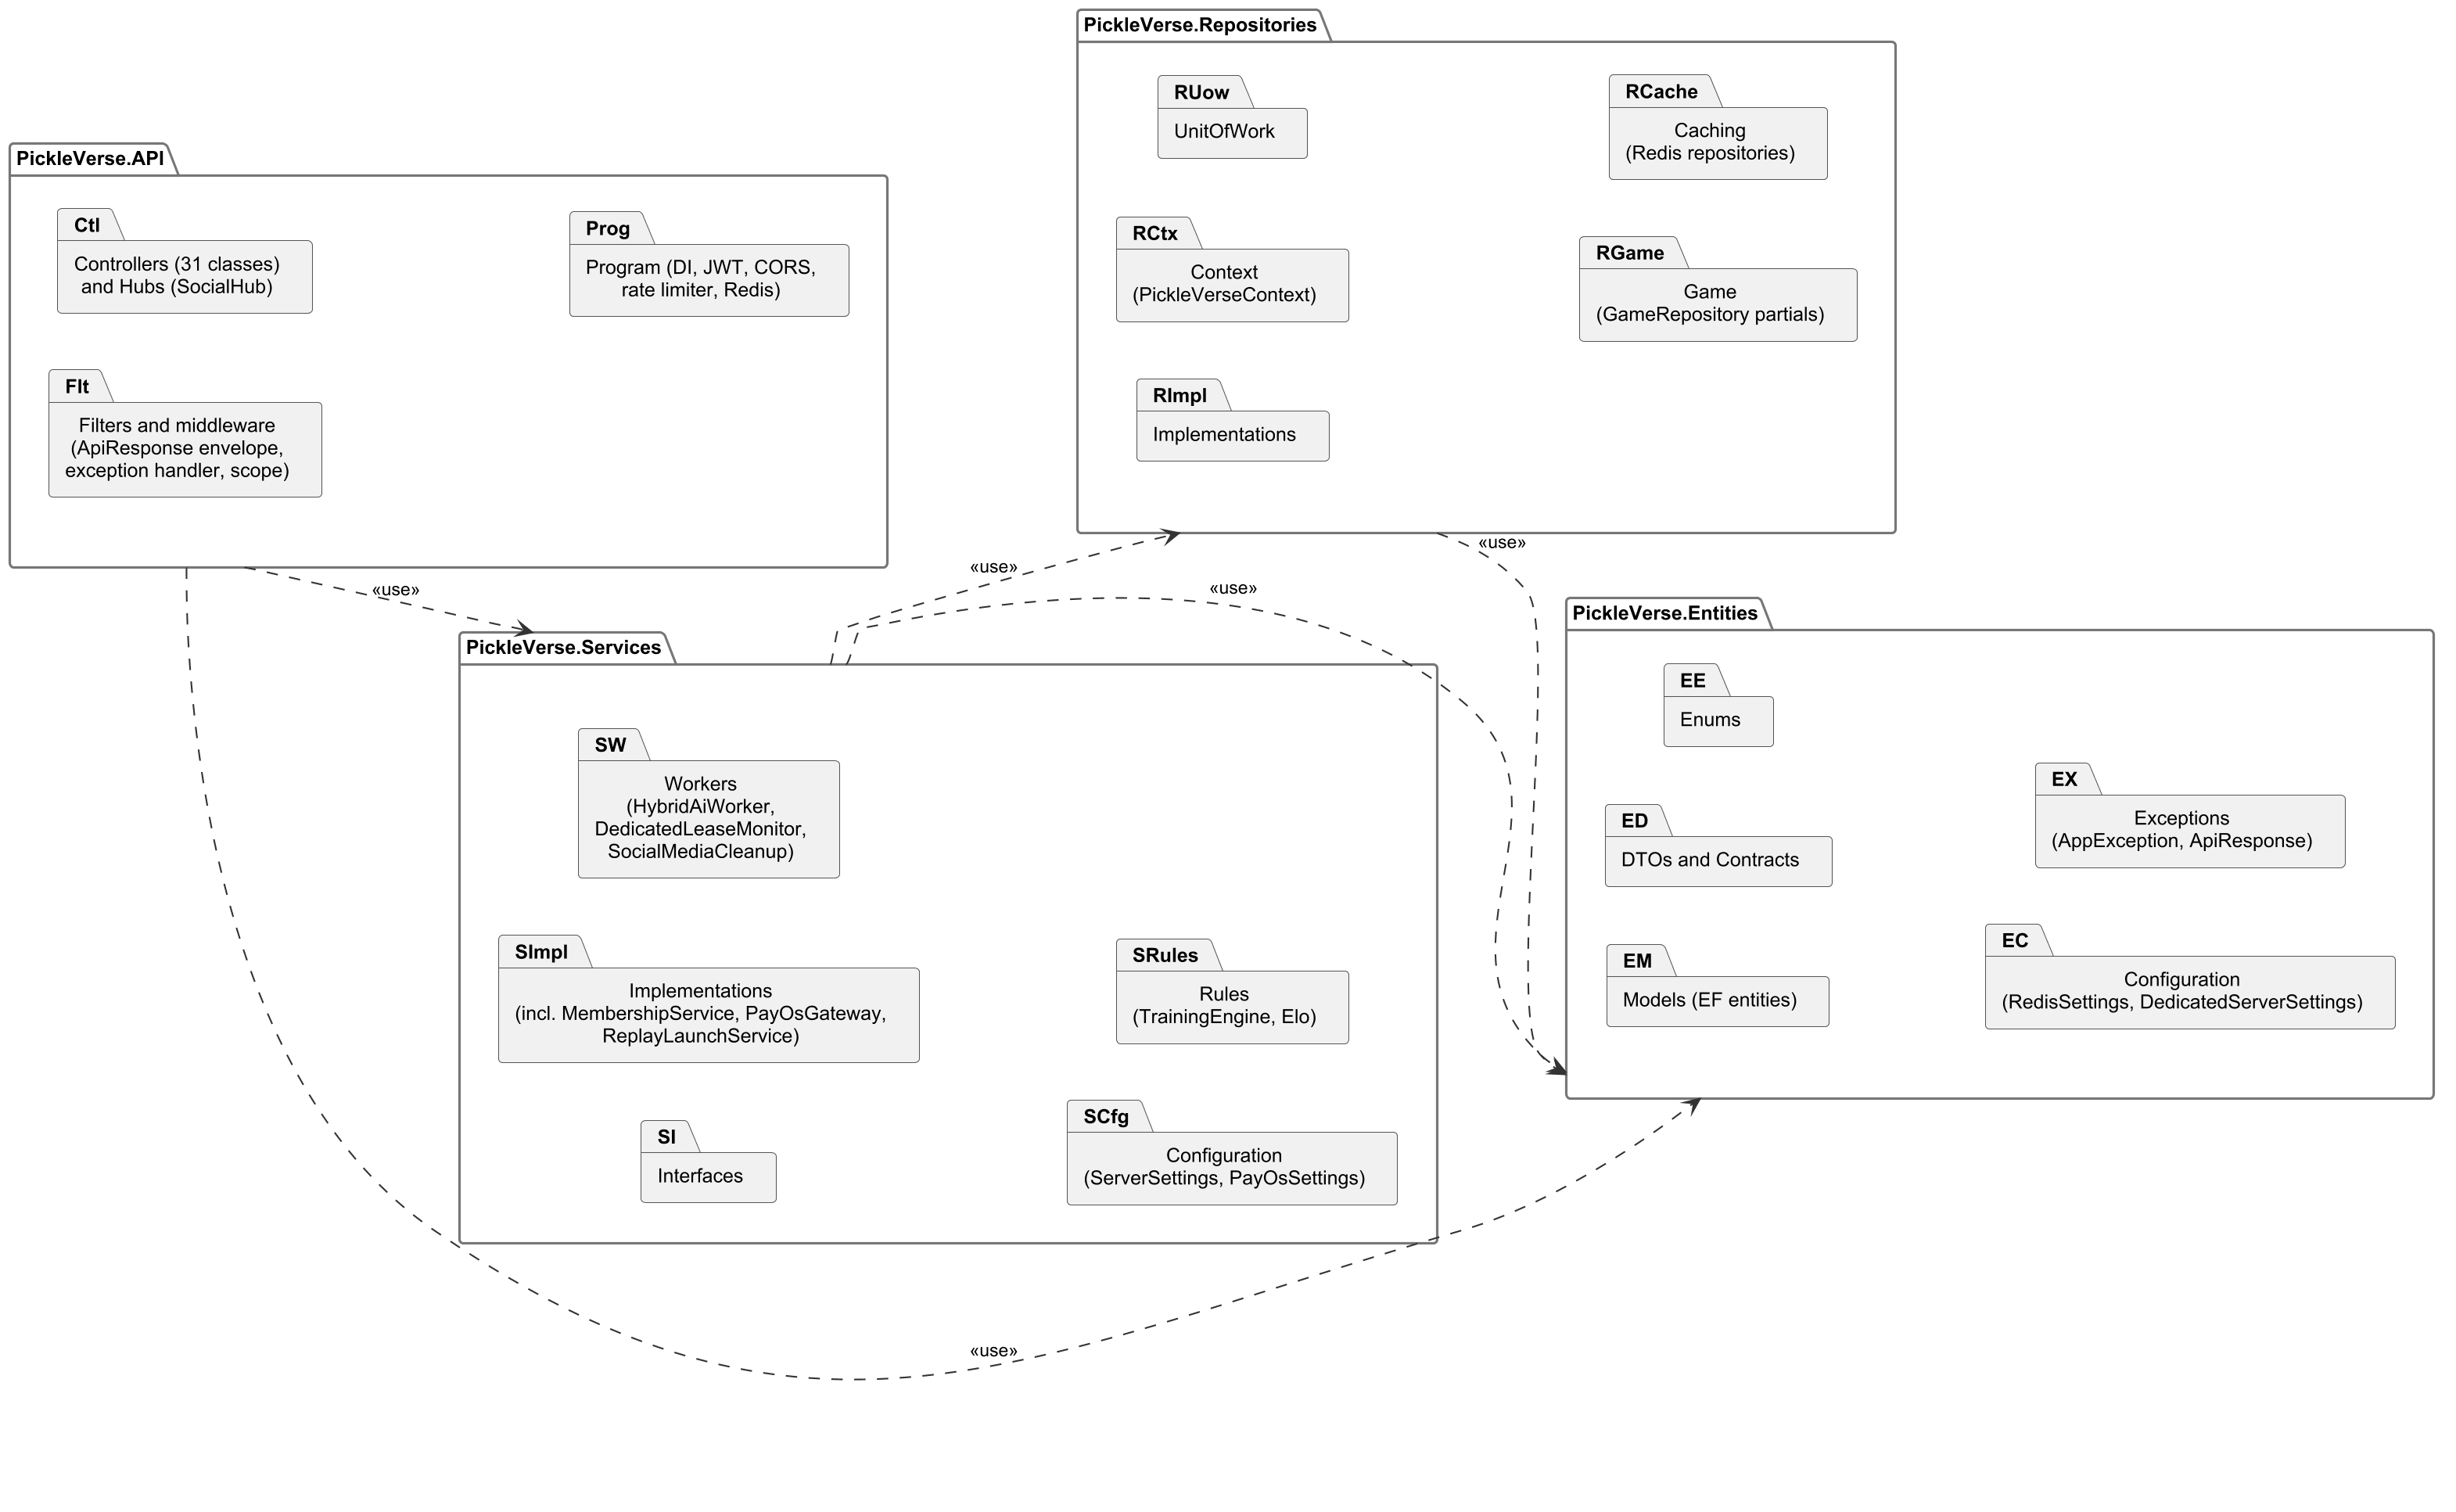 PickleVerse.Repositories
RUow
UnitOfWork
RCache
Caching
(Redis repositories)
RCtx
Context
(PickleVerseContext)
RGame
Game
(GameRepository partials)
RImpl
Implementations
PickleVerse.API
Ctl
Controllers (31 classes)
and Hubs (SocialHub)
Prog
Program (DI, JWT, CORS,
rate limiter, Redis)
Flt
Filters and middleware
(ApiResponse envelope,
exception handler, scope)
«use»
«use»
«use»
«use»
PickleVerse.Services
SW
Workers
(HybridAiWorker,
DedicatedLeaseMonitor,
SocialMediaCleanup)
SImpl
Implementations
(incl. MembershipService, PayOsGateway,
ReplayLaunchService)
SRules
Rules
(TrainingEngine, Elo)
SI
Interfaces
SCfg
Configuration
(ServerSettings, PayOsSettings)
PickleVerse.Entities
EE
Enums
EX
Exceptions
(AppException, ApiResponse)
ED
DTOs and Contracts
EM
Models (EF entities)
EC
Configuration
(RedisSettings, DedicatedServerSettings)
«use»